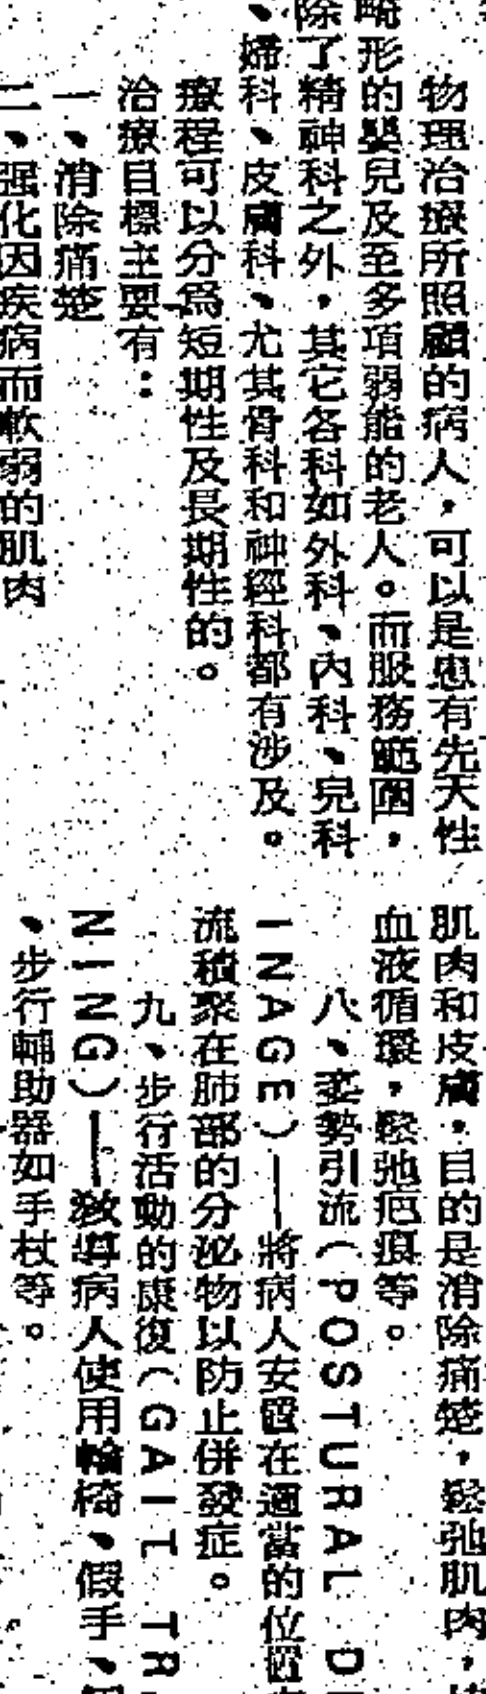 物理治療所照顧的病人，可以是患有先天性
畸形的嬰兒及至多項弱能的老人。而服務範圍，
除了精神科之外，其它各科如外科、內科、兒科
、婦科、皮膚科、尤其骨科和神經科都有涉及。
療程可以分為短期性及長期性的。
治療目標主要有：
一、消除痛楚
二、强化因疾病而軟弱的肌肉
肌肉和皮膚，目的是消除痛楚，鬆弛肌肉，
血液循環，鬆弛疤痕等。
八、姿勢引流（POSTURAL D
INAGE）——將病人安置在適當的位置
流積聚在肺部的分泌物以防止併發症。
九、步行活動的康復（GAIT TR
NING）——教導病人使用輪椅、假手、
、步行輔助器如手杖等。